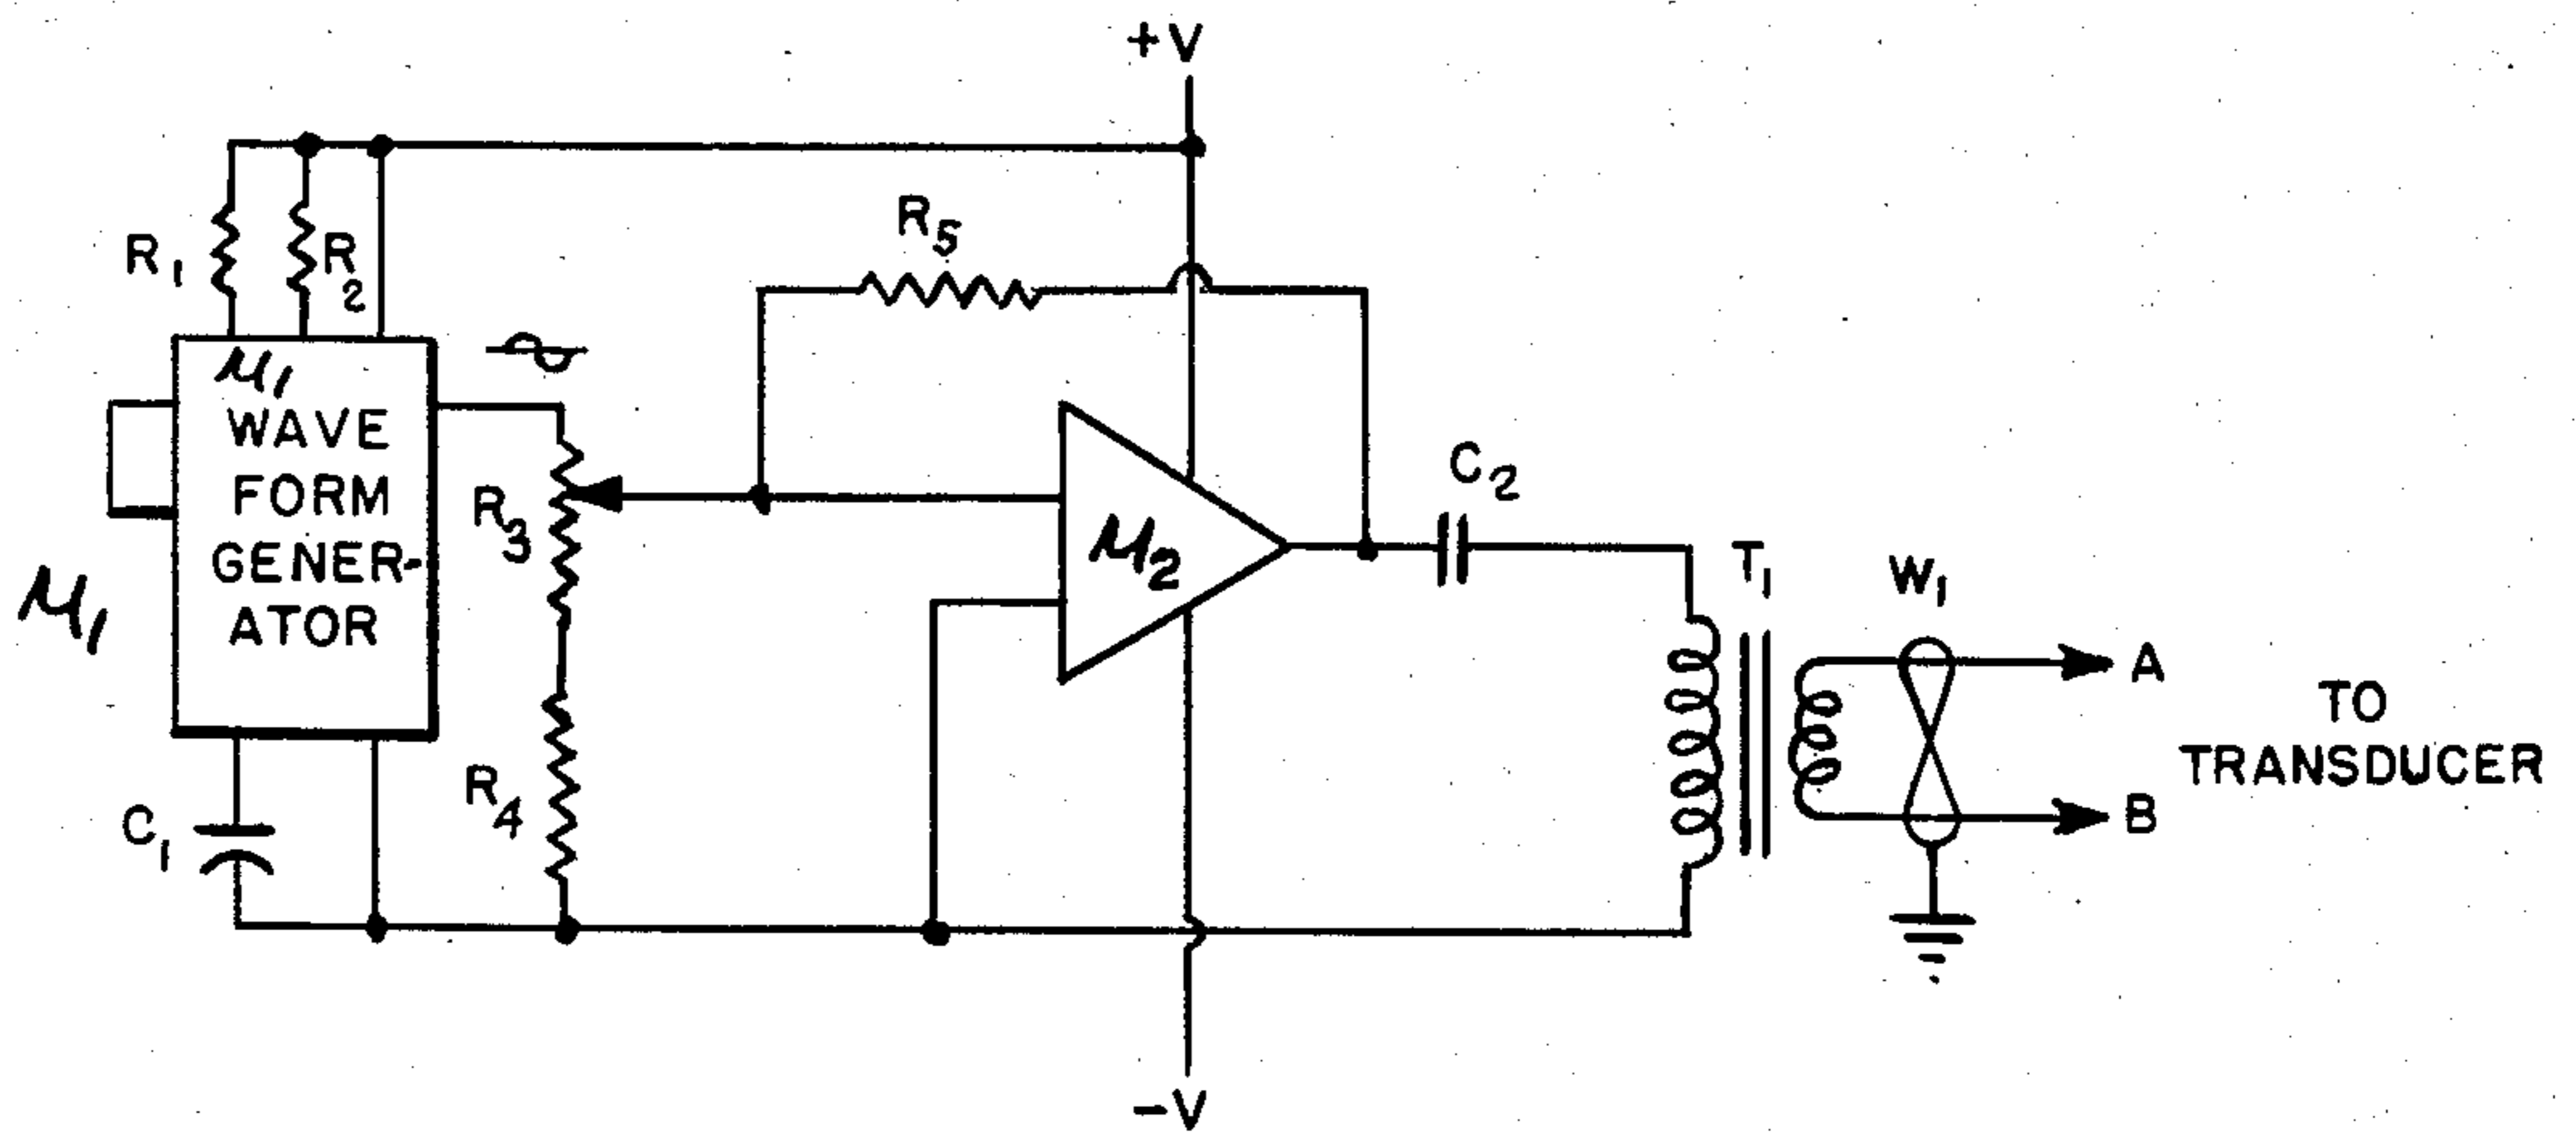 +V
R5
R1
R2
μ1
WAVE
FORM
GENER-
ATOR
μ1
R3
μ2
C2
T1
W1
A
TO
TRANSDUCER
B
R4
C1
-V